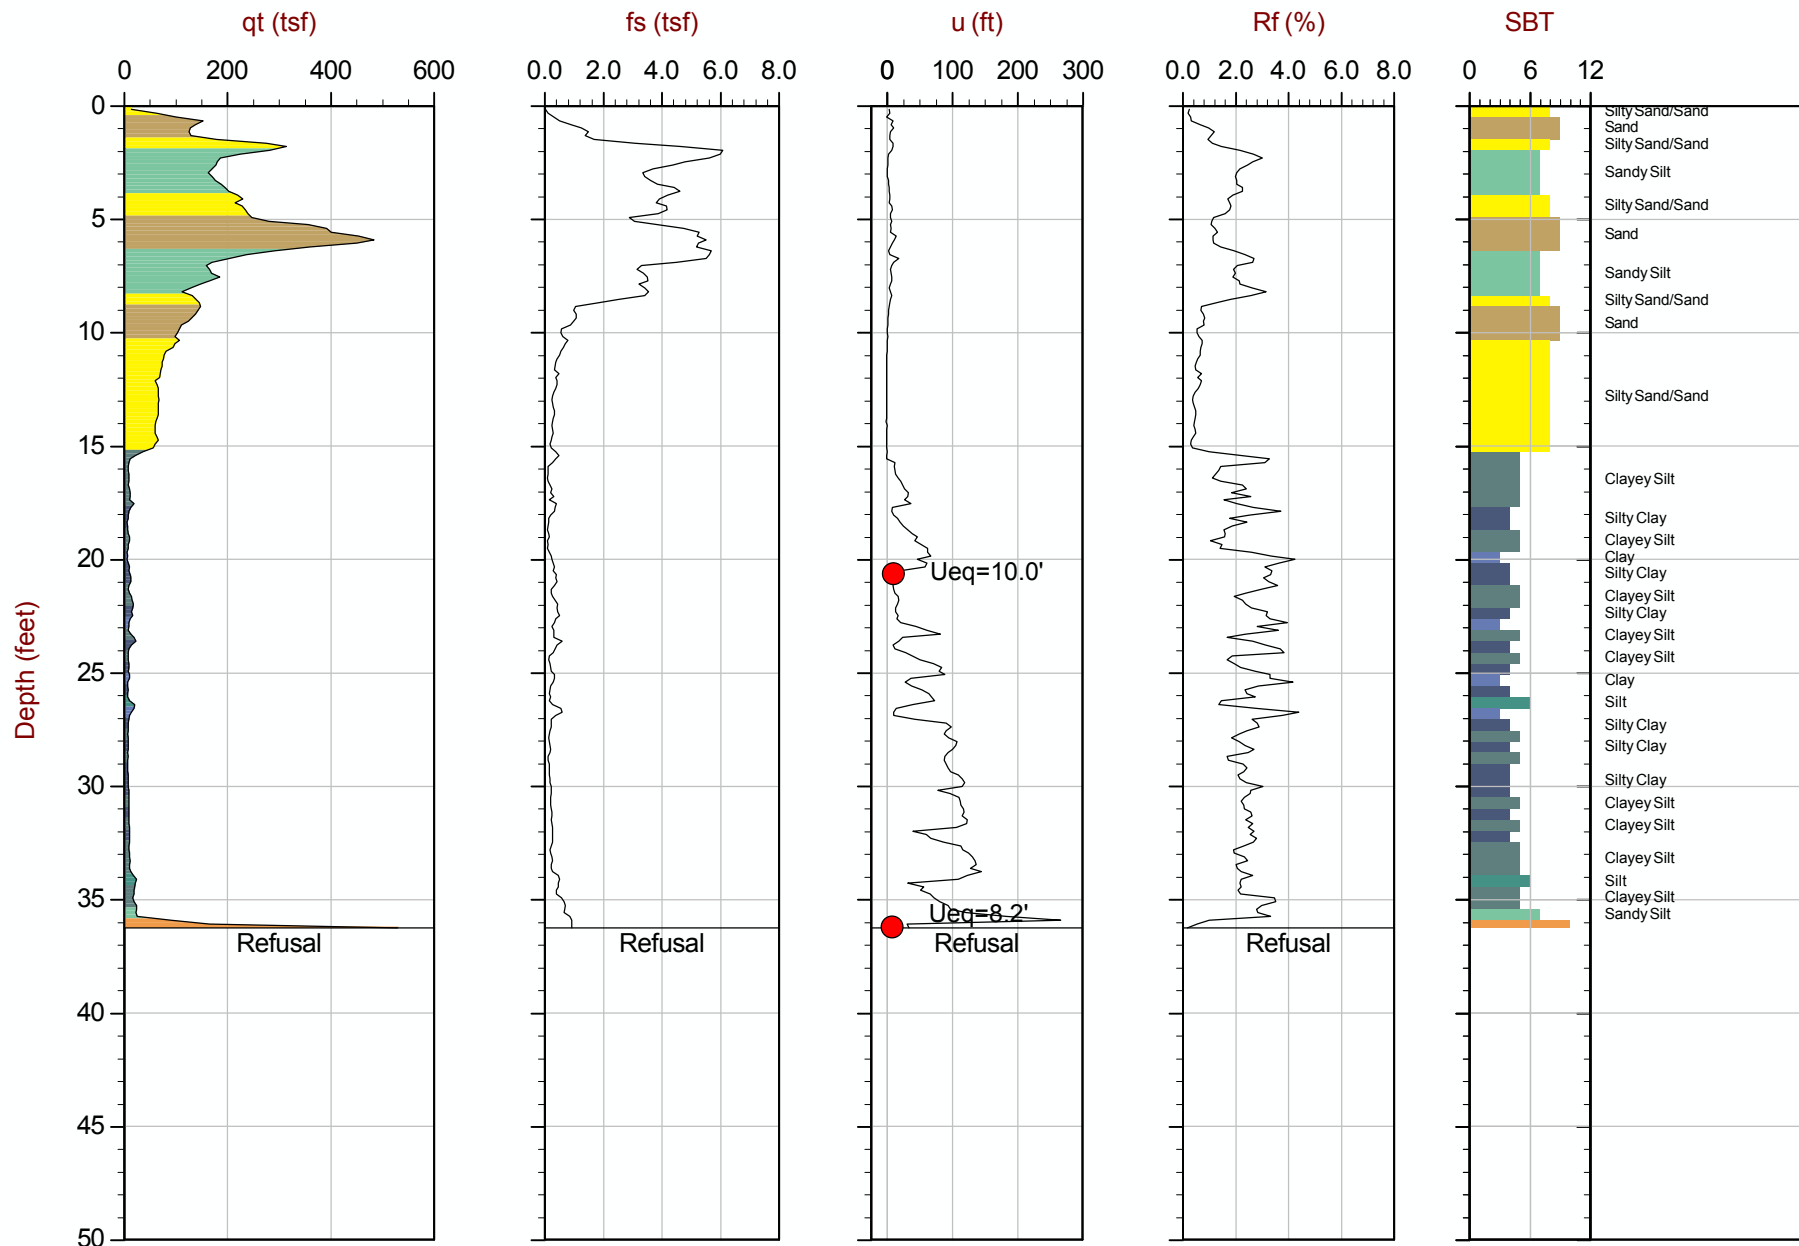 qt (tsf) fs (tsf) u (ft) Rf (%) SBT
0 200 400 600 0.0 2.0 4.0 6.0 8.0 0 100 200 300 0.0 2.0 4.0 6.0 8.0 0 6 12
0
Silty Sand/Sand
Sand
Silty Sand/Sand
Sandy Silt
Silty Sand/Sand
5
Sand
Sandy Silt
Silty Sand/Sand
Sand
10
Silty Sand/Sand
15
Clayey Silt
Silty Clay
Clayey Silt
Clay
20
Ueq=10.0'
Silty Clay
Clayey Silt
Silty Clay
Clayey Silt
Clayey Silt
25
Clay
Silt
Silty Clay
Silty Clay
Silty Clay
30
Clayey Silt
Clayey Silt
Clayey Silt
Silt
Clayey Silt
35
Ueq=8.2'
Sandy Silt
Refusal Refusal Refusal Refusal
40
45
50
Depth (feet)